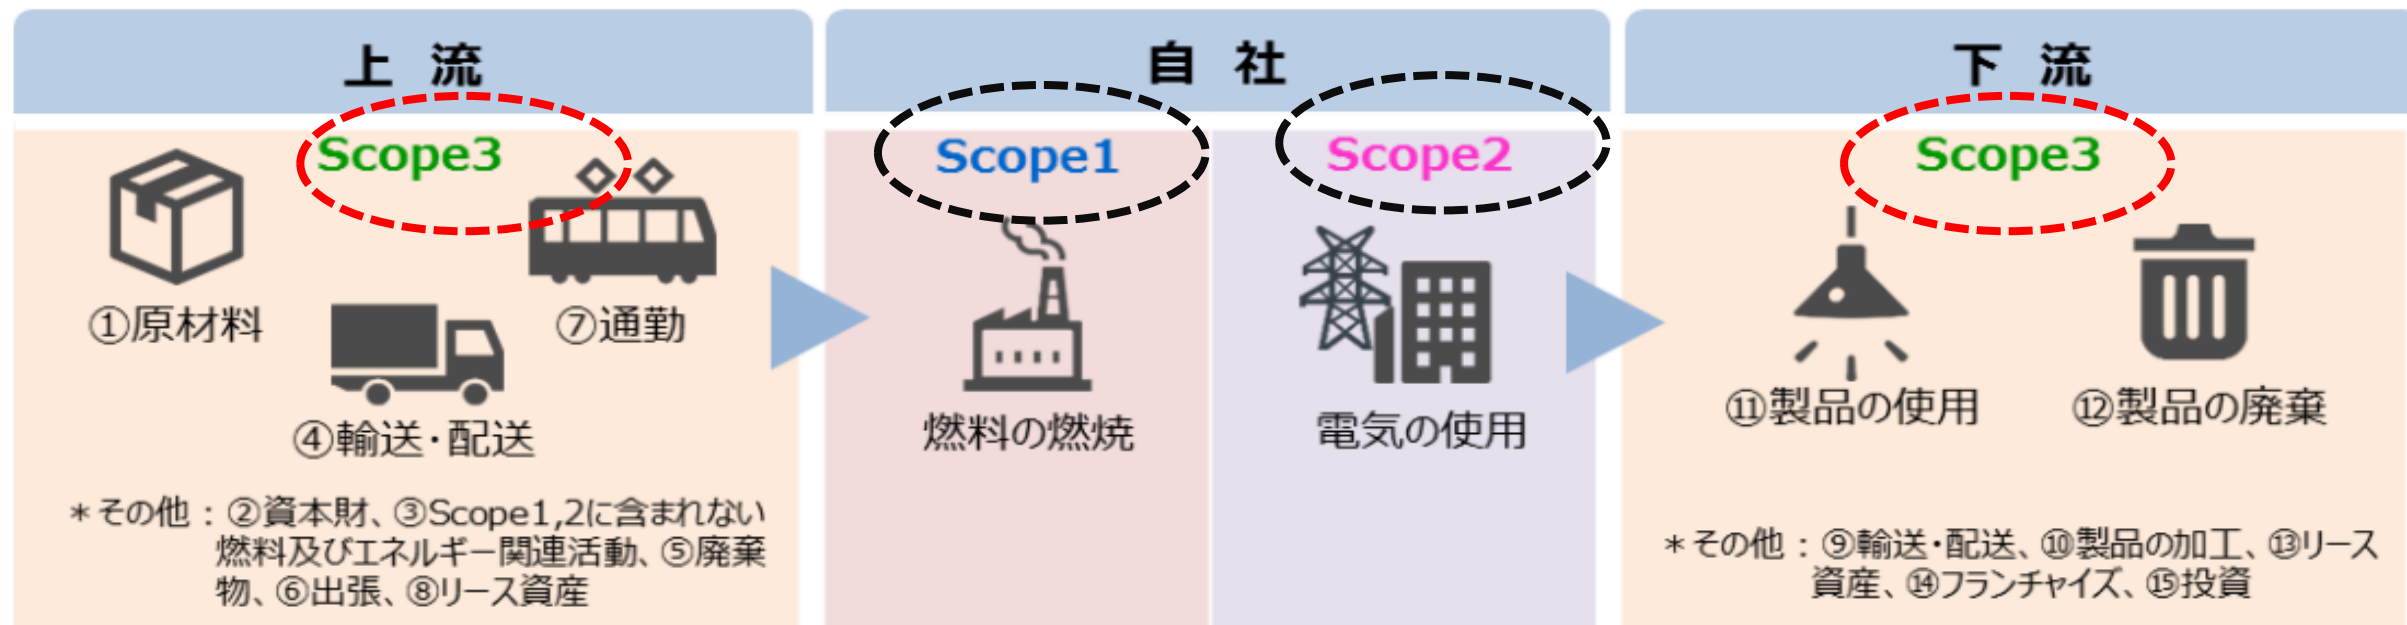 上 流
Scope3
①原材料
⑦通勤
④輸送・配送
＊その他：②資本財、③Scope1,2に含まれない
燃料及びエネルギー関連活動、⑤廃棄
物、⑥出張、⑧リース資産
自 社
Scope1
燃料の燃焼
Scope2
電気の使用
下 流
Scope3
⑪製品の使用
⑫製品の廃棄
＊その他：⑨輸送・配送、⑩製品の加工、⑬リース
資産、⑭フランチャイズ、⑮投資